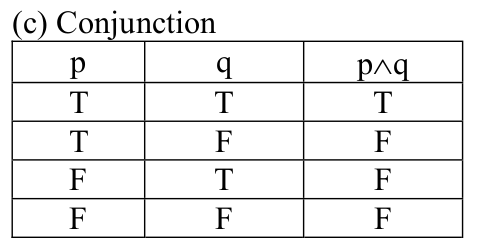 (c) Conjunction
p q p∧q
T T T
T F F
F T F
F F F